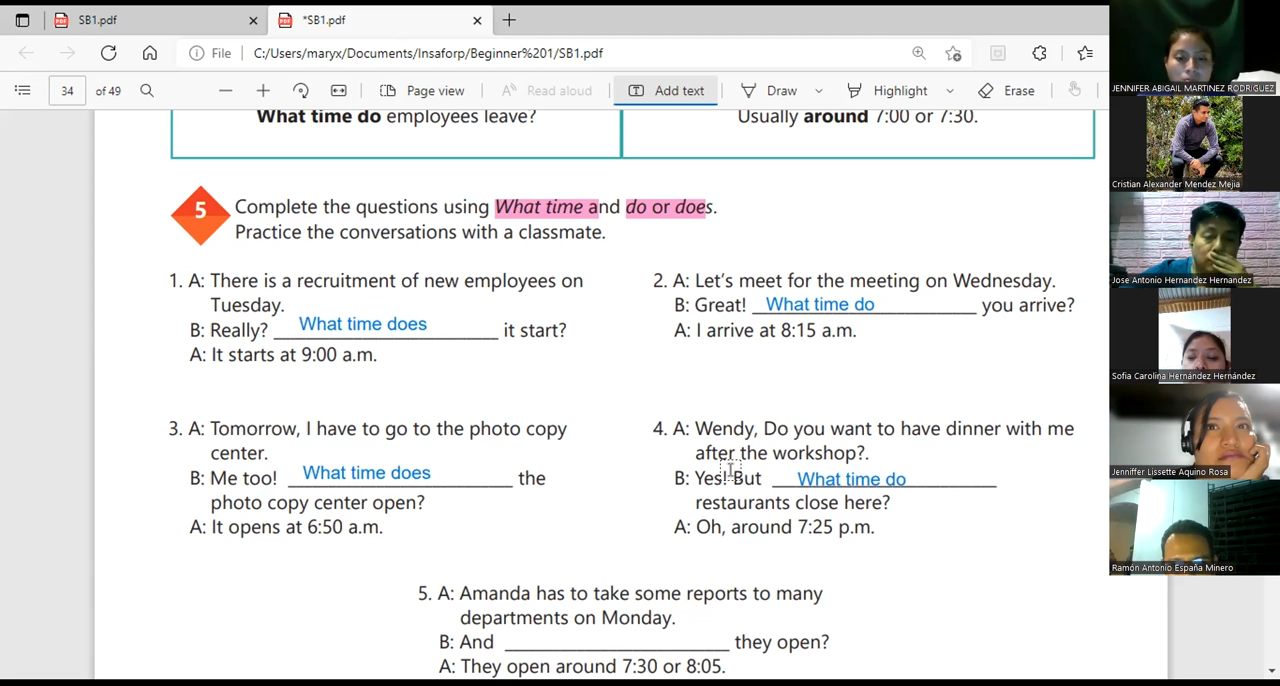 SB1.pdf
*SB1.pdf
File C:/Users/maryx/Documents/Insaforp/Beginner%201/SB1.pdf
34 of 49 Page view Read aloud Add text Draw Highlight Erase
What time do employees leave?
Usually around 7:00 or 7:30.
5
Complete the questions using What time and do or does.
Practice the conversations with a classmate.
1. A: There is a recruitment of new employees on
Tuesday.
B: Really? What time does it start?
A: It starts at 9:00 a.m.
2. A: Let's meet for the meeting on Wednesday.
B: Great! What time do you arrive?
A: I arrive at 8:15 a.m.
3. A: Tomorrow, I have to go to the photo copy
center.
B: Me too! What time does the
photo copy center open?
A: It opens at 6:50 a.m.
4. A: Wendy, Do you want to have dinner with me
after the workshop?.
B: Yes! But What time do
restaurants close here?
A: Oh, around 7:25 p.m.
5. A: Amanda has to take some reports to many
departments on Monday.
B: And ____ they open?
A: They open around 7:30 or 8:05.
JENNIFER ABIGAIL MARTINEZ RODRIGUEZ
Cristian Alexander Mendez Mejia
Jose Antonio Hernandez Hernandez
Sofia Carolina Hernández Hernández
Jenniffer Lissette Aquino Rosa
Ramón Antonio España Minero